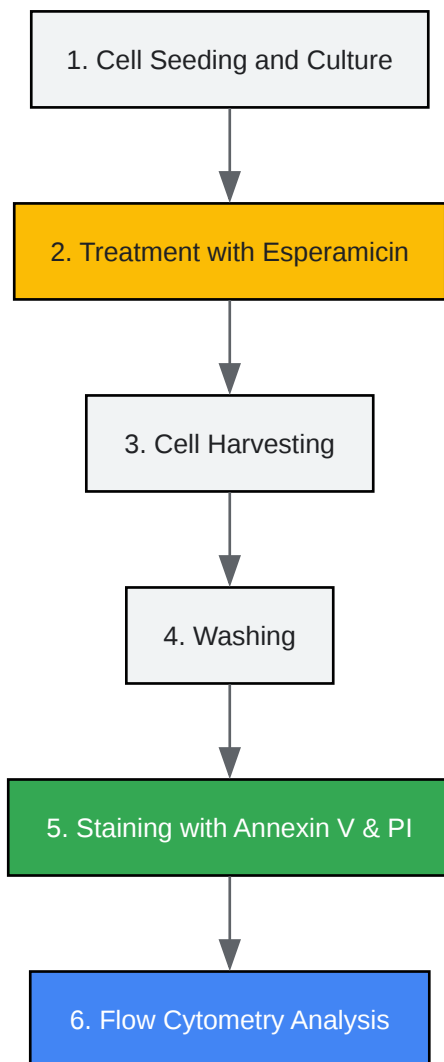 1. Cell Seeding and Culture
2. Treatment with Esperamicin
3. Cell Harvesting
4. Washing
5. Staining with Annexin V & PI
6. Flow Cytometry Analysis